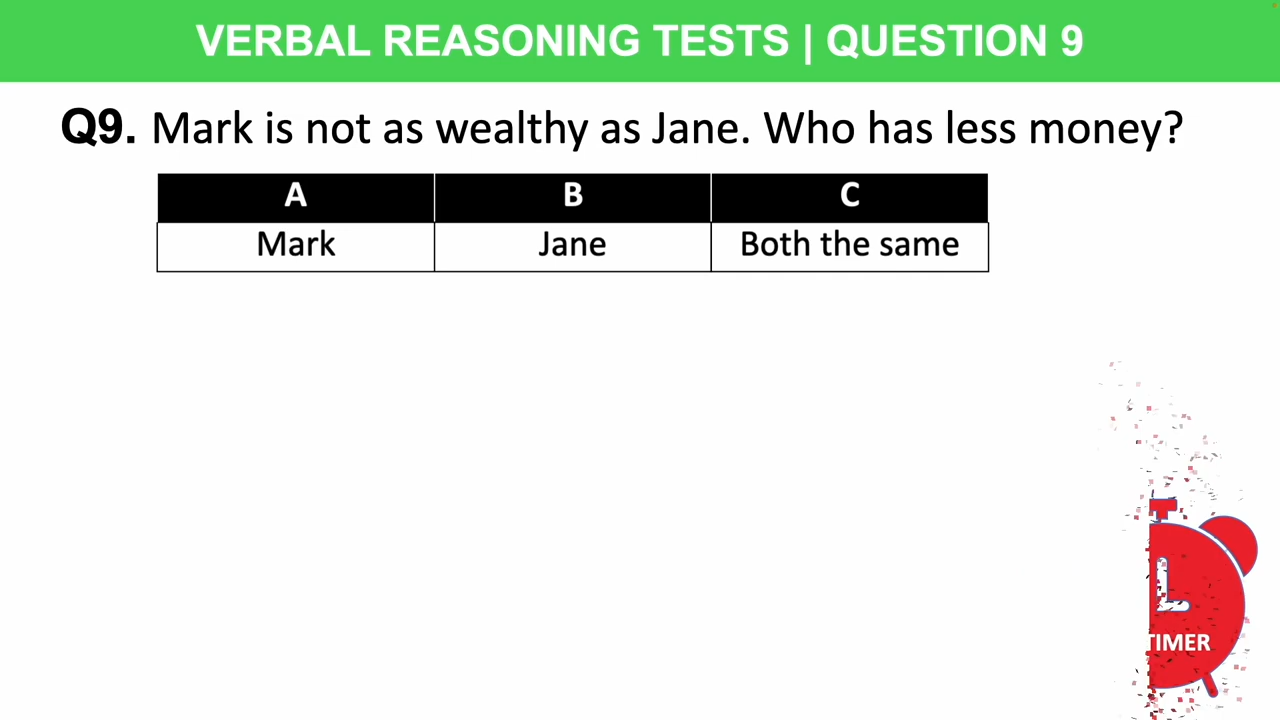 VERBAL REASONING TESTS | QUESTION 9
Q9. Mark is not as wealthy as Jane. Who has less money?
A B C
Mark Jane Both the same
L
TIMER